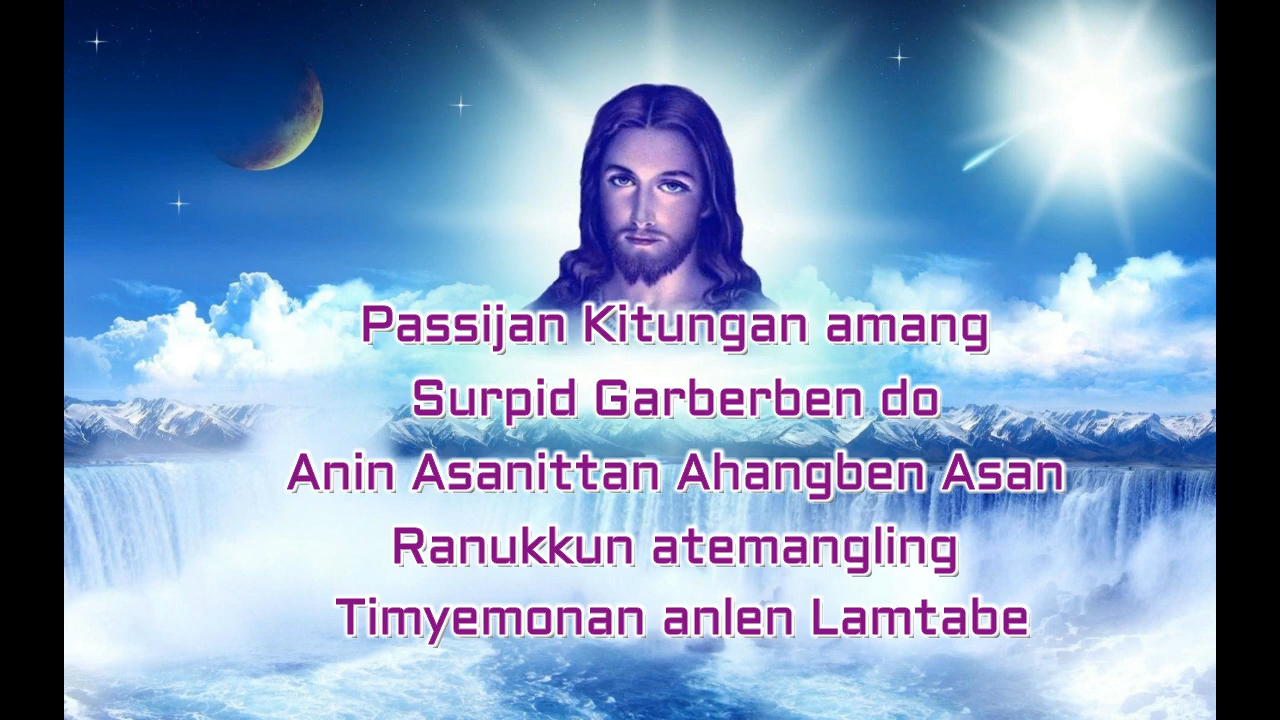 Passijan Kitungan amang
Surpid Garberben do
Anin Asanittan Ahangben Asan
Ranukkun atemangling
Timyemonan anlen Lamtabe